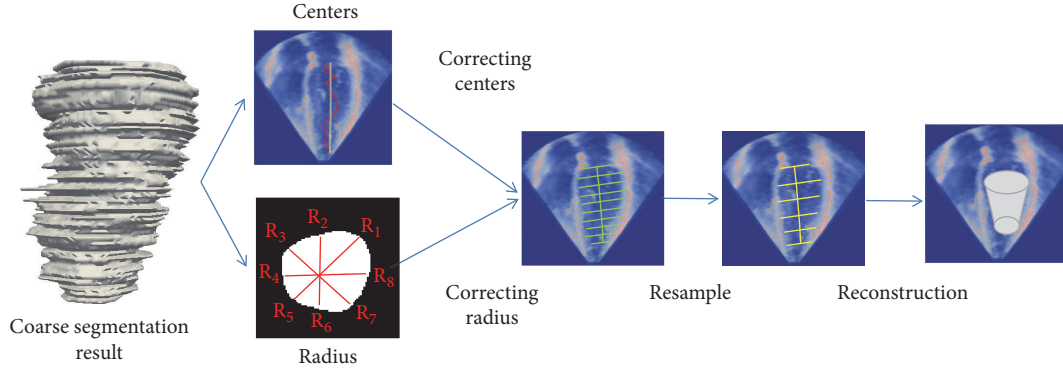 Centers
Correcting
centers
R₁
R₂
R₃
R₄
R₅
R₆
R₇
R₈
Coarse segmentation
result
Radius
Correcting
radius
Resample
Reconstruction